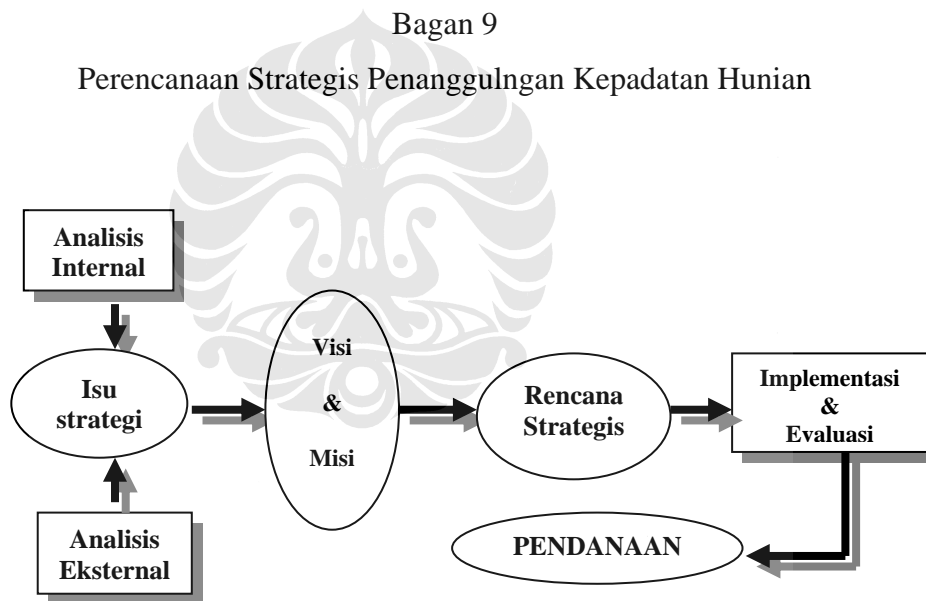 Bagan 9
Perencanaan Strategis Penanggulngan Kepadatan Hunian
Analisis
Internal
Isu
strategi
Analisis
Eksternal
Visi
&
Misi
Rencana
Strategis
Implementasi
&
Evaluasi
PENDANAAN